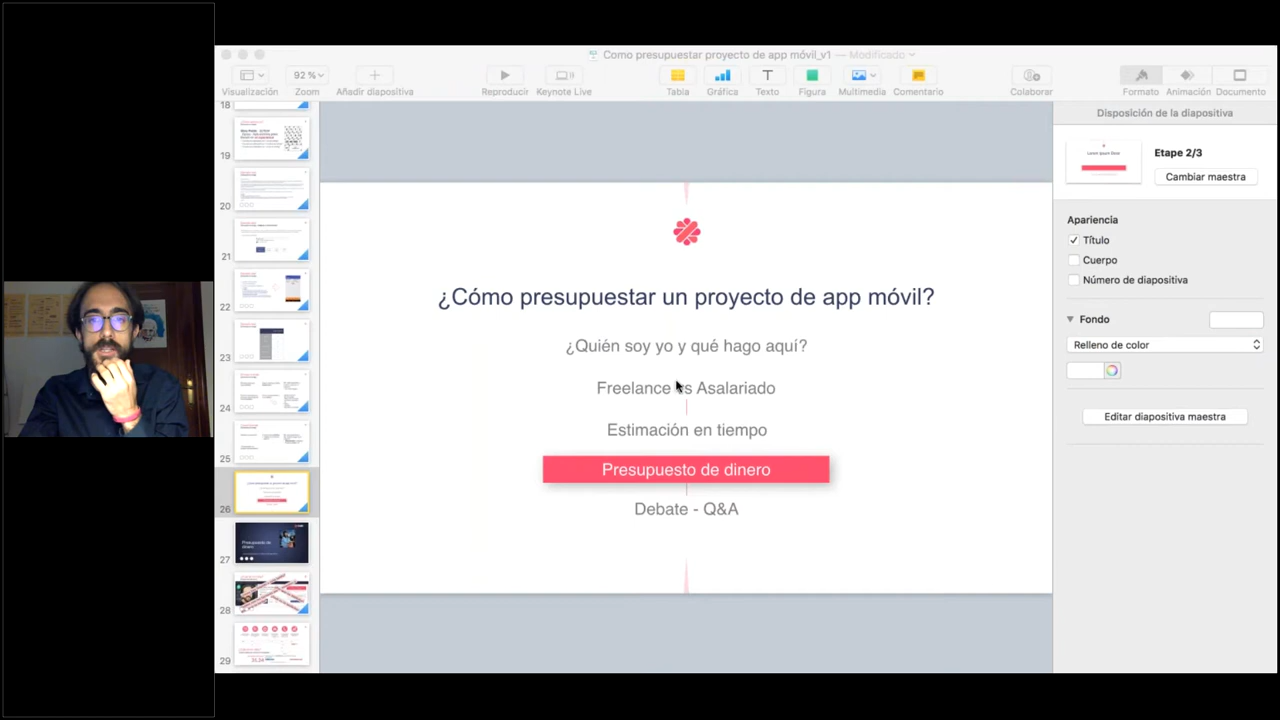 Como presupuestar proyecto de app móvil_v1 — Modificado
92 %
Visualización
Zoom
Añadir diapositiva
Reproducir
Keynote Live
Tabla
Gráfica
Texto
Figura
Multimedia
Comentario
Colaborar
Formato
Animación
Documento
18
19
20
21
22
23
24
25
26
27
28
29
Presupuesto de dinero
¿Cómo presupuestar un proyecto de app móvil?
¿Quién soy yo y qué hago aquí?
Freelance vs Asalariado
Estimación en tiempo
Presupuesto de dinero
Debate - Q&A
Disposición de la diapositiva
Etape 2/3
Cambiar maestra
Apariencia
Título
Cuerpo
Número de diapositiva
Fondo
Relleno de color
Editar diapositiva maestra